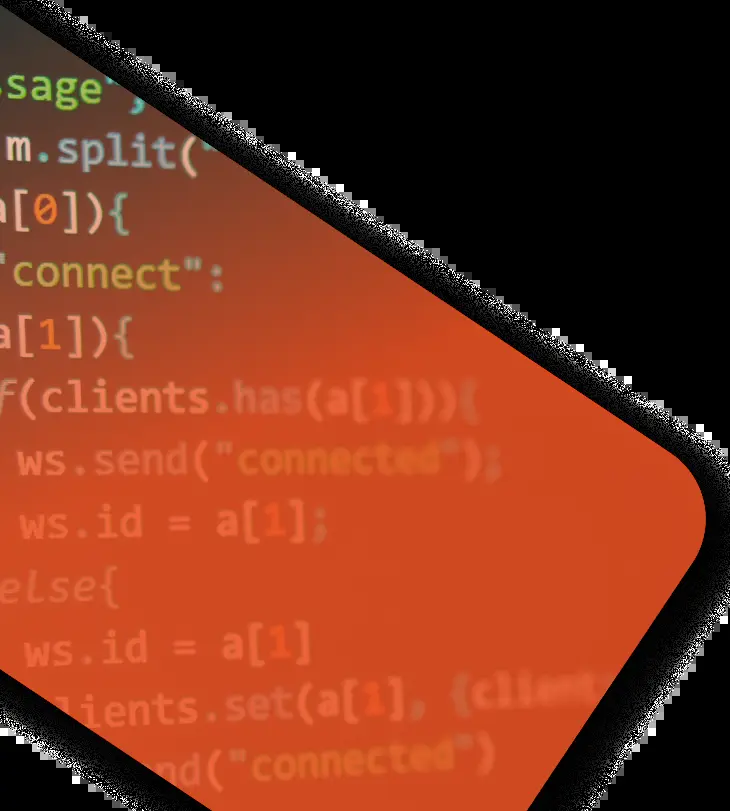 sage",
m.split("
a[0]){
"connect":
a[1]){
f(clients.has(a[1])){
ws.send("connected");
ws.id = a[1];
else{
ws.id = a[1]
lients.set(a[1], {client
nd("connected")